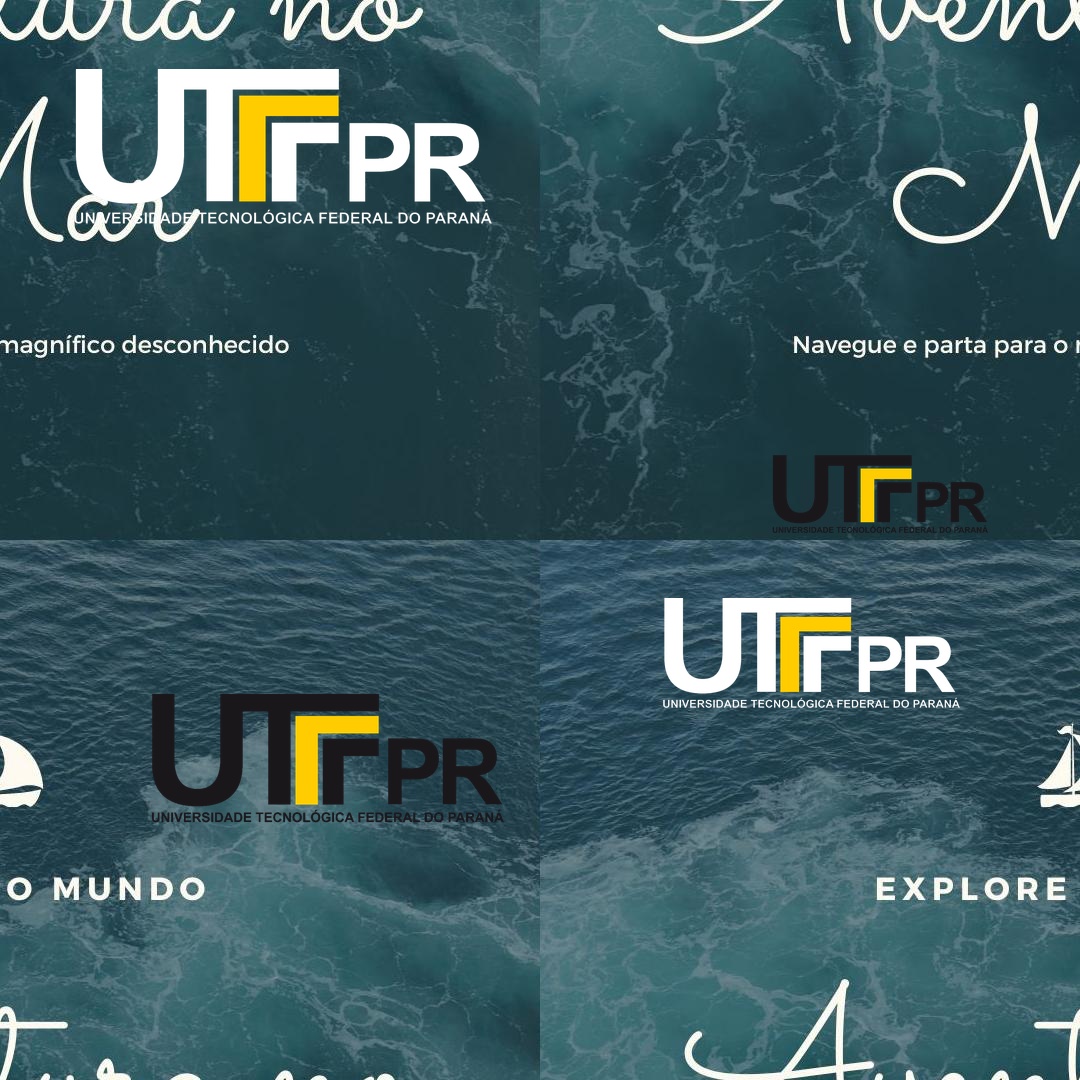 tura no
UTFPR
Mar
UNIVERSIDADE TECNOLÓGICA FEDERAL DO PARANÁ
magnífico desconhecido
Aven
M
Navegue e parta para o
UTFPR
UNIVERSIDADE TECNOLÓGICA FEDERAL DO PARANÁ
UTFPR
UNIVERSIDADE TECNOLÓGICA FEDERAL DO PARANÁ
O MUNDO
tura no
UTFPR
UNIVERSIDADE TECNOLÓGICA FEDERAL DO PARANÁ
EXPLORE
Avent